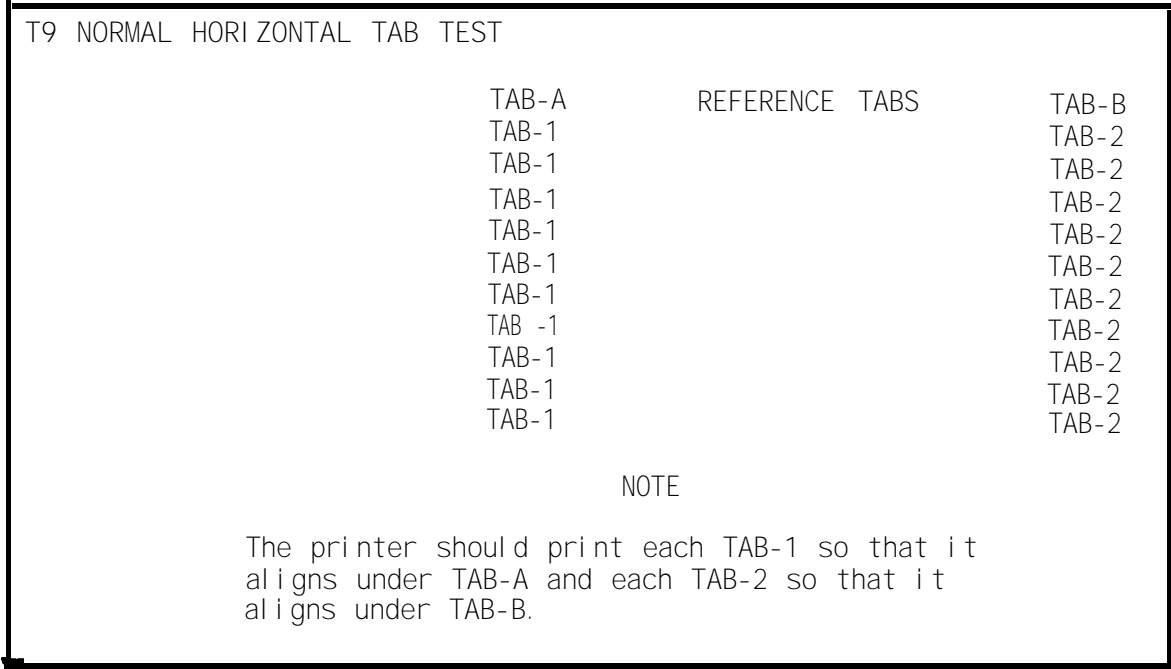 T9 NORMAL HORIZONTAL TAB TEST
TAB-A REFERENCE TABS TAB-B
TAB-1 TAB-2
TAB-1 TAB-2
TAB-1 TAB-2
TAB-1 TAB-2
TAB-1 TAB-2
TAB-1 TAB-2
TAB -1 TAB-2
TAB-1 TAB-2
TAB-1 TAB-2
TAB-1 TAB-2
NOTE
The printer should print each TAB-1 so that it
aligns under TAB-A and each TAB-2 so that it
aligns under TAB-B.